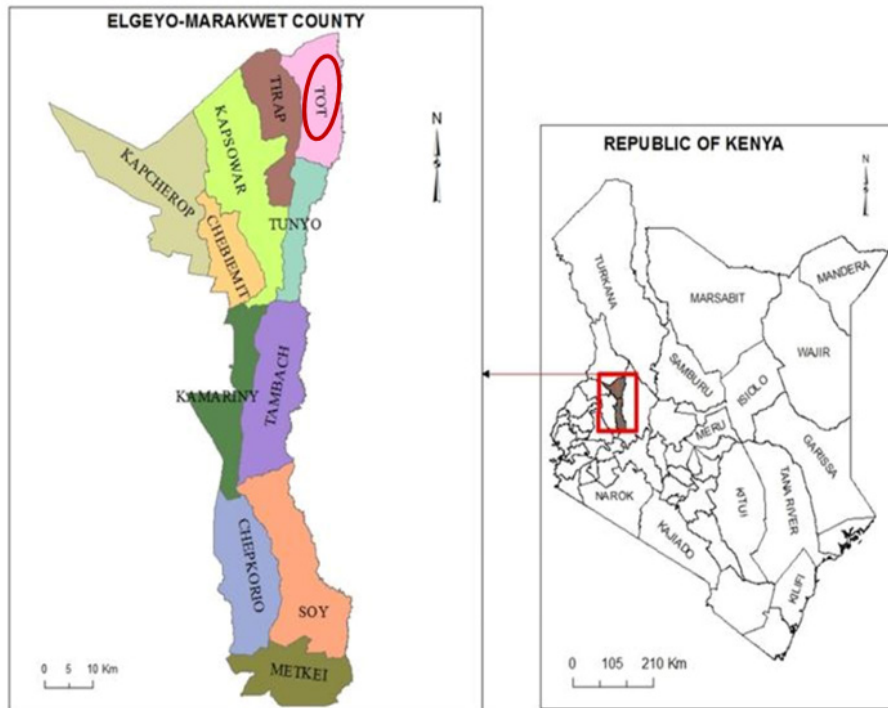 ELGEYO-MARAKWET COUNTY
TOT
TIRAP
N
KAPSOWAR
KAPCHEROP
TUNYO
CHEBIEMIT
KAMARINY
TAMBACH
CHEPKORIO
SOY
METKEI
0 5 10 Km
REPUBLIC OF KENYA
N
TURKANA
MANDERA
MARSABIT
WAJIR
SAMBURU
ISIOLO
MERU
GARISSA
NAROK
KITUI
TANA RIVER
KAJIADO
KILIFI
0 105 210 Km